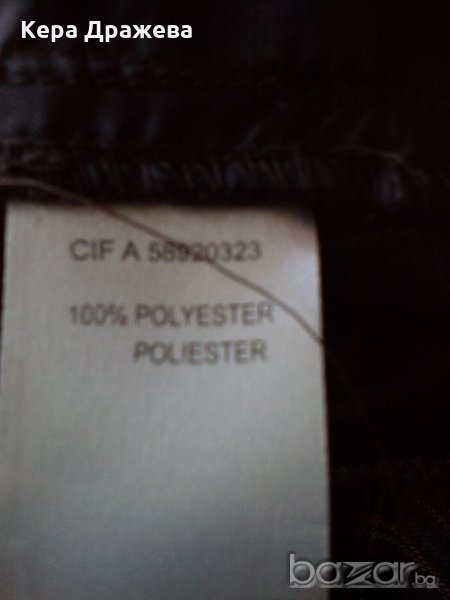 Кера Дражева
CIF A 58920323
100% POLYESTER
POLIESTER
bazar.bg